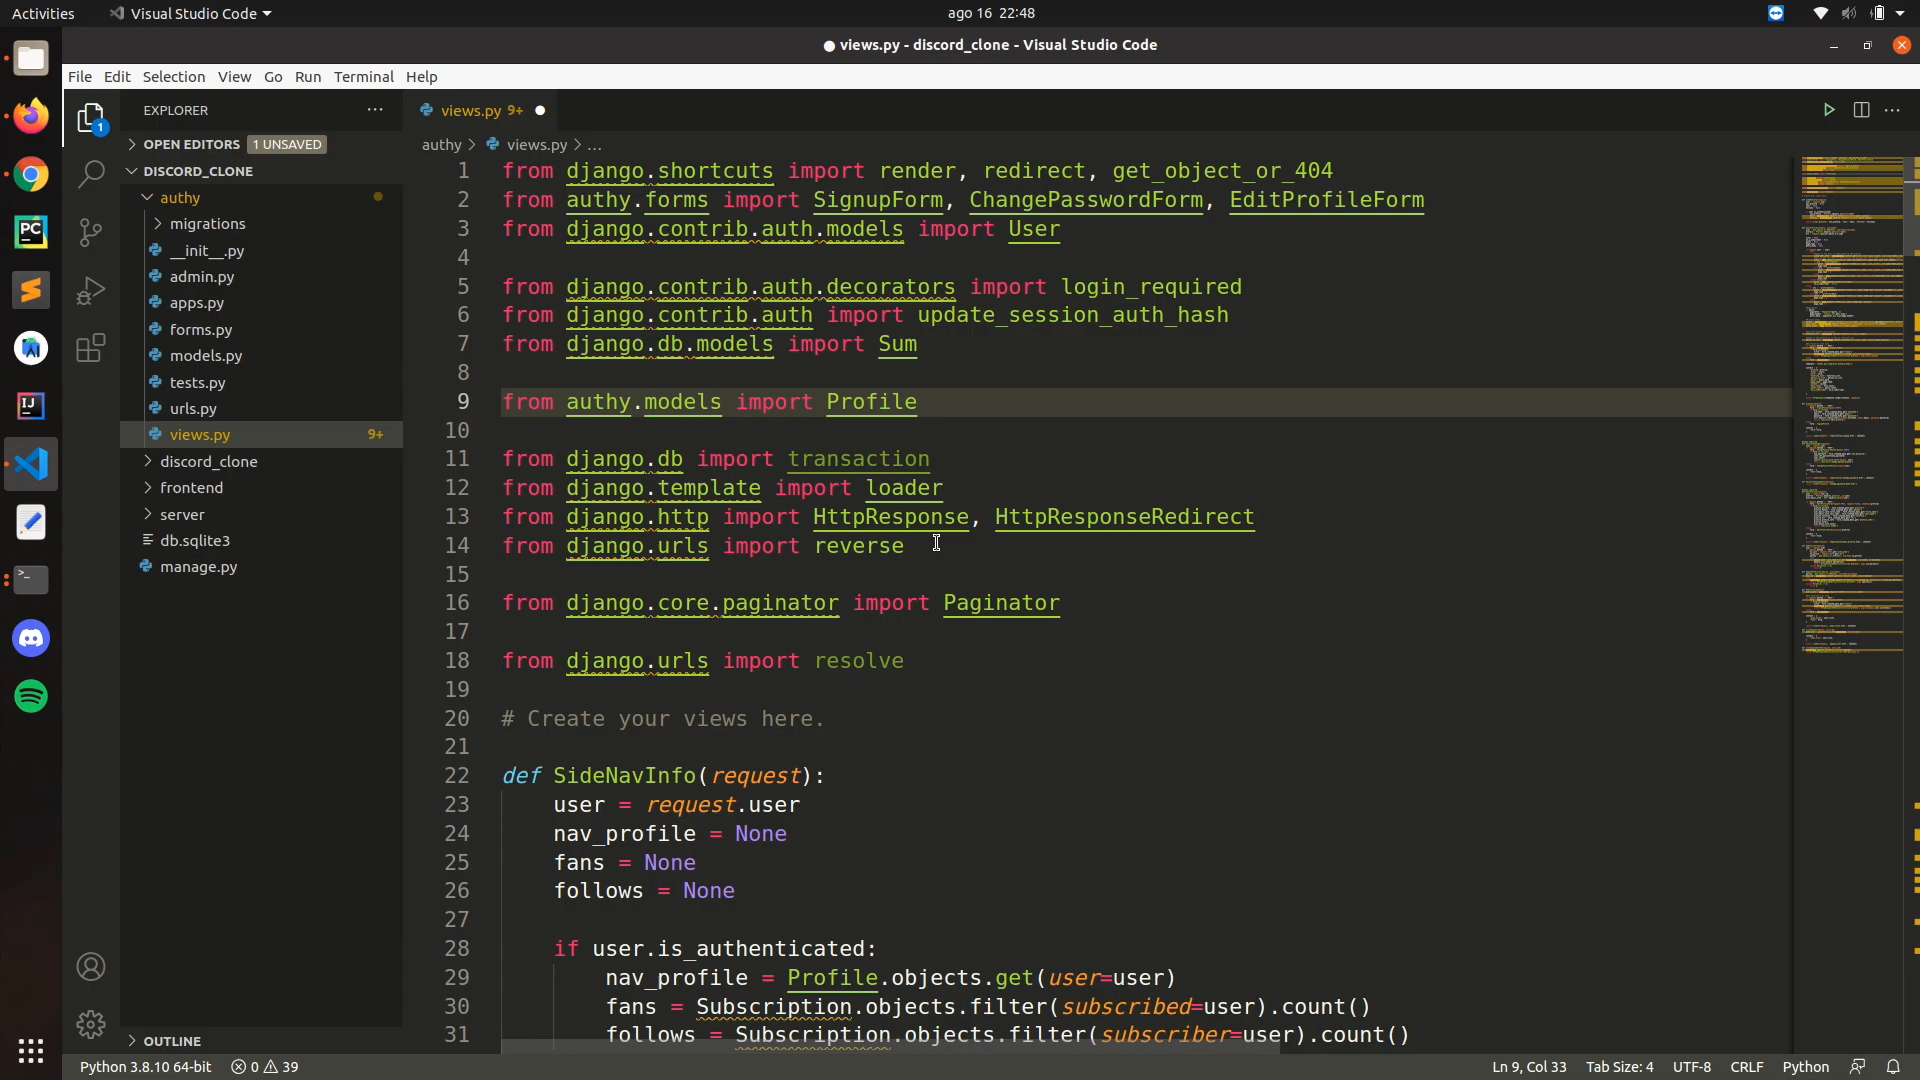 Activities Visual Studio Code ago 16 22:48
● views.py - discord_clone - Visual Studio Code
File Edit Selection View Go Run Terminal Help
EXPLORER ...
OPEN EDITORS 1 UNSAVED
DISCORD_CLONE
authy
migrations
__init__.py
admin.py
apps.py
forms.py
models.py
tests.py
urls.py
views.py 9+
discord_clone
frontend
server
db.sqlite3
manage.py
OUTLINE
views.py 9+ ●
authy > views.py > ...
1 from django.shortcuts import render, redirect, get_object_or_404
2 from authy.forms import SignupForm, ChangePasswordForm, EditProfileForm
3 from django.contrib.auth.models import User
4
5 from django.contrib.auth.decorators import login_required
6 from django.contrib.auth import update_session_auth_hash
7 from django.db.models import Sum
8
9 from authy.models import Profile
10
11 from django.db import transaction
12 from django.template import loader
13 from django.http import HttpResponse, HttpResponseRedirect
14 from django.urls import reverse
15
16 from django.core.paginator import Paginator
17
18 from django.urls import resolve
19
20 # Create your views here.
21
22 def SideNavInfo(request):
23 user = request.user
24 nav_profile = None
25 fans = None
26 follows = None
27
28 if user.is_authenticated:
29 nav_profile = Profile.objects.get(user=user)
30 fans = Subscription.objects.filter(subscribed=user).count()
31 follows = Subscription.objects.filter(subscriber=user).count()
Python 3.8.10 64-bit 0 39 Ln 9, Col 33 Tab Size: 4 UTF-8 CRLF Python
PC
IJ
1